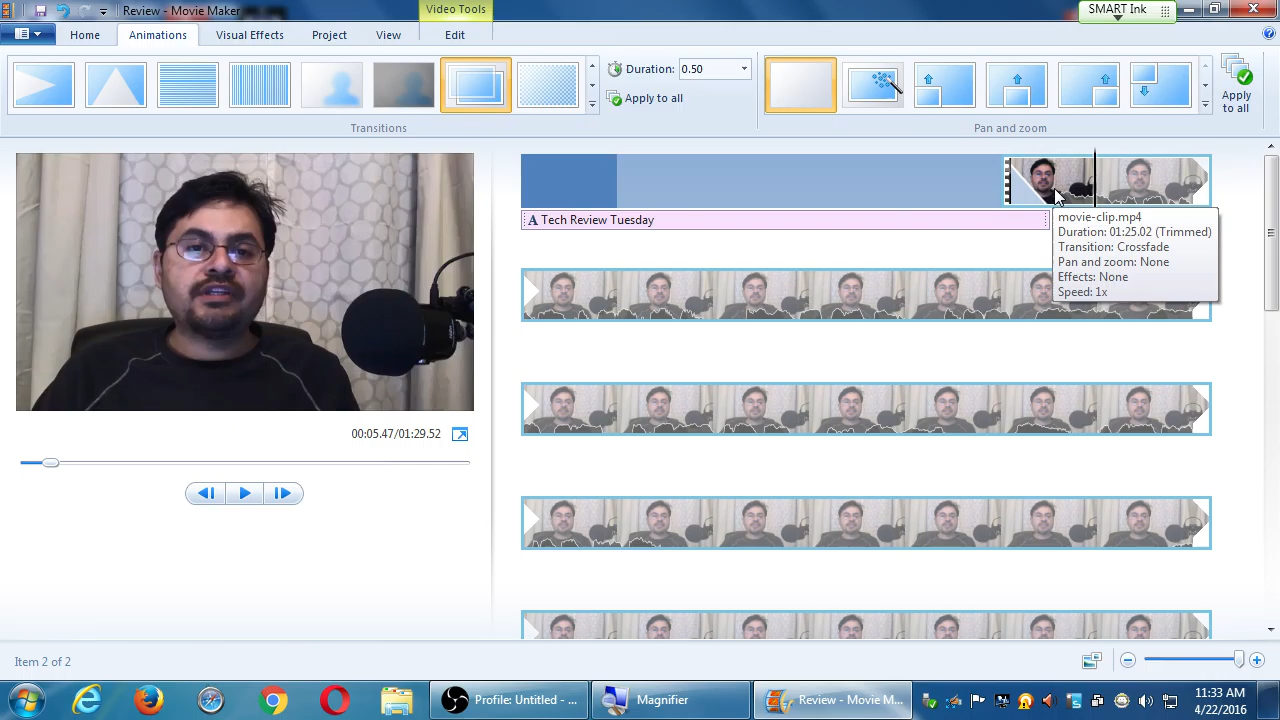 Review - Movie Maker
Video Tools
SMART Ink
Home
Animations
Visual Effects
Project
View
Edit
Duration: 0.50
Apply to all
Transitions
Apply
to all
Pan and zoom
Tech Review Tuesday
movie-clip.mp4
Duration: 01:25.02 (Trimmed)
Transition: Crossfade
Pan and zoom: None
Effects: None
Speed: 1x
00:05.47/01:29.52
Item 2 of 2
Profile: Untitled - ...
Magnifier
Review - Movie M...
11:33 AM
4/22/2016